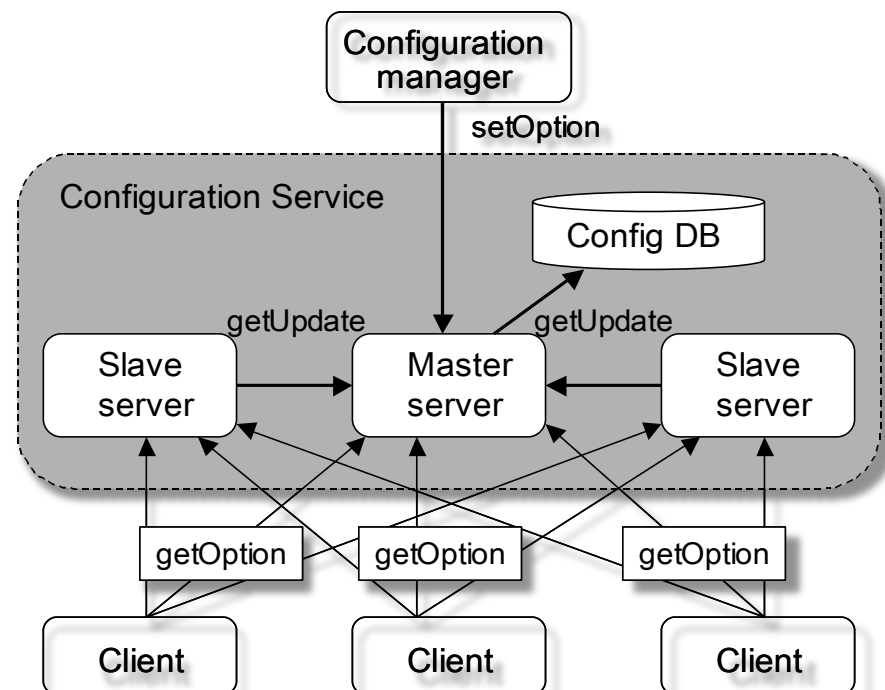 Configuration
manager
setOption
Configuration Service
Config DB
getUpdate
getUpdate
Slave
server
Master
server
Slave
server
getOption
getOption
getOption
Client
Client
Client